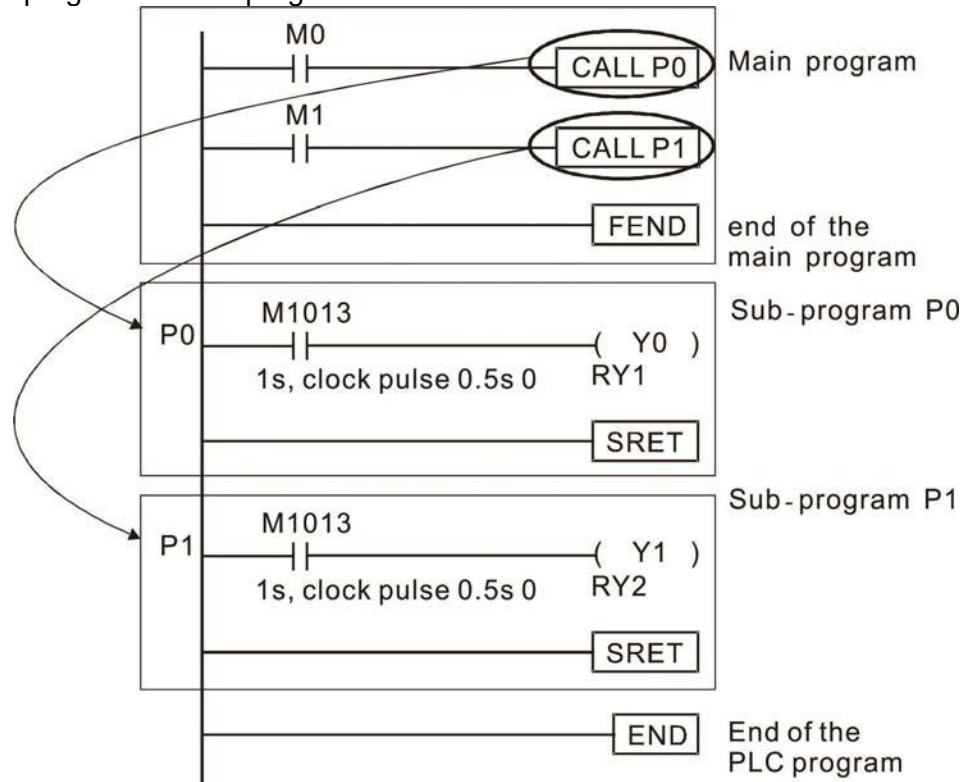 M0
CALL P0
Main program
M1
CALL P1
FEND
end of the
main program
Sub-program P0
P0
M1013
( Y0 )
1s, clock pulse 0.5s 0
RY1
SRET
Sub-program P1
P1
M1013
( Y1 )
1s, clock pulse 0.5s 0
RY2
SRET
END
End of the
PLC program